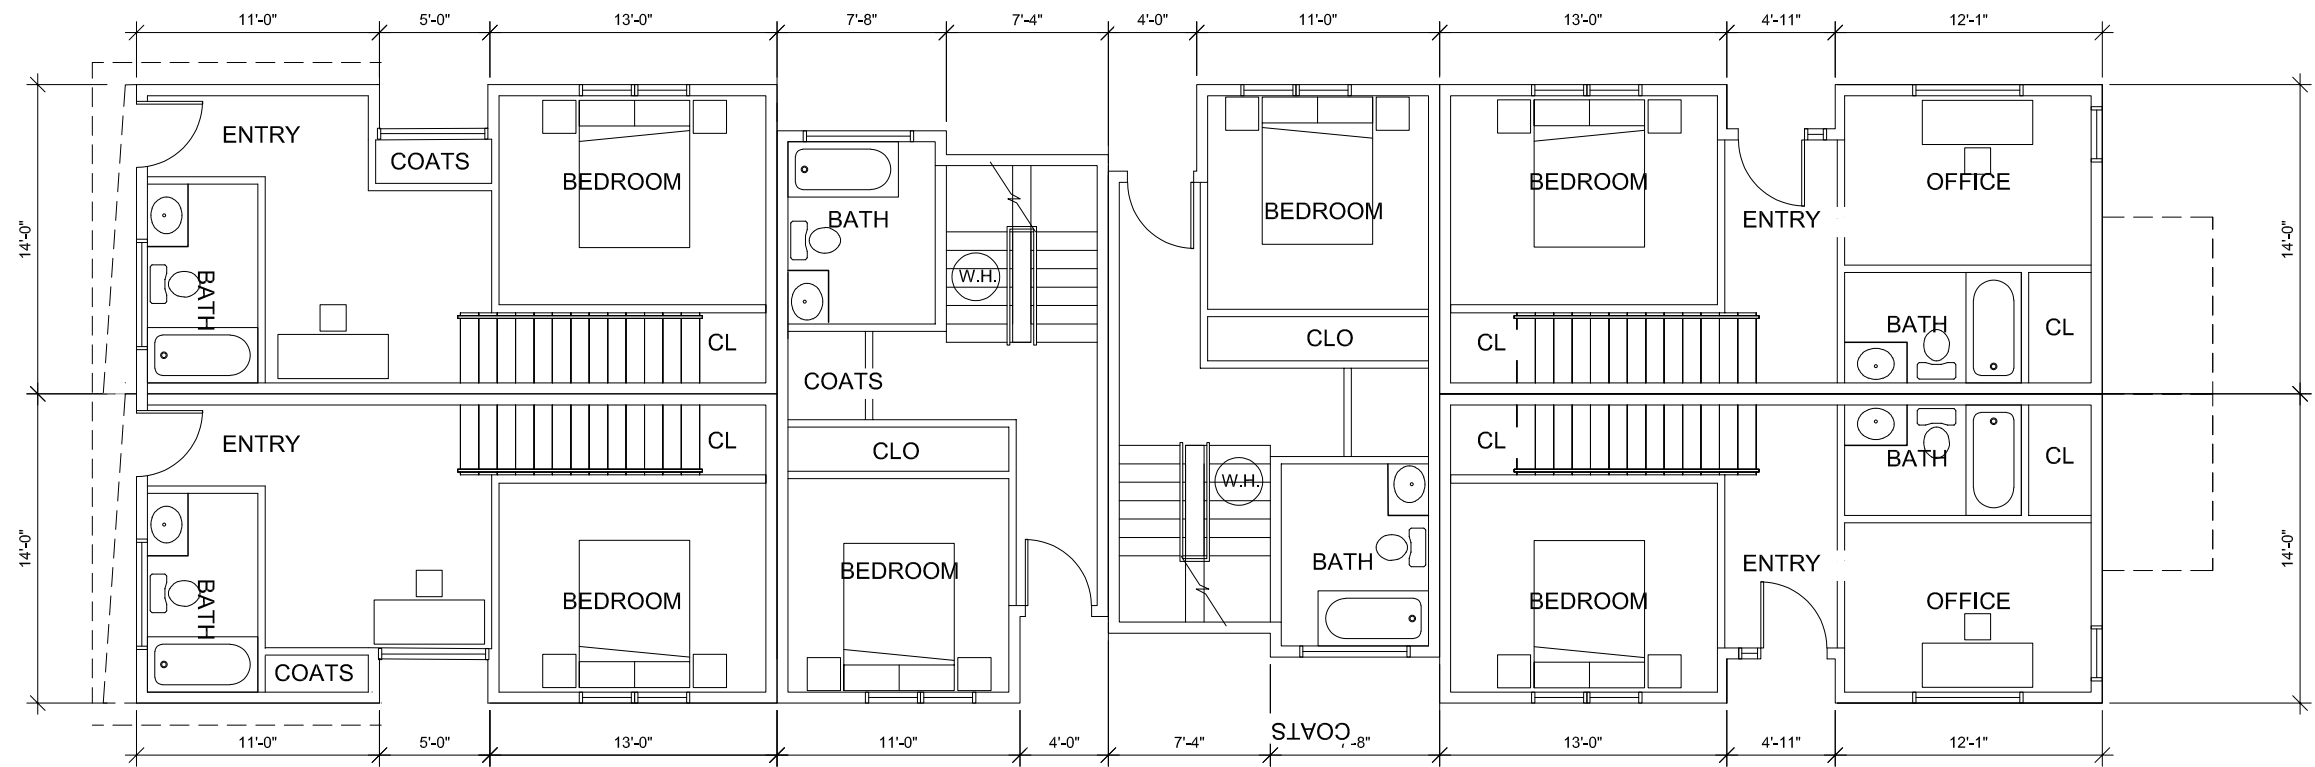 11'-0" 5'-0" 13'-0" 7'-8" 7'-4" 4'-0" 11'-0" 13'-0" 4'-11" 12'-1"
ENTRY
COATS
BEDROOM
BATH
BEDROOM
BEDROOM
ENTRY
OFFICE
14'-0"
14'-0"
BATH
W.H.
CL
CLO
CL
BATH
CL
COATS
ENTRY
CL
CLO
CL
BATH
CL
W.H.
14'-0"
14'-0"
BATH
BEDROOM
BEDROOM
BATH
BEDROOM
ENTRY
OFFICE
COATS
COATS
11'-0" 5'-0" 13'-0" 11'-0" 4'-0" 7'-4" -8" 13'-0" 4'-11" 12'-1"